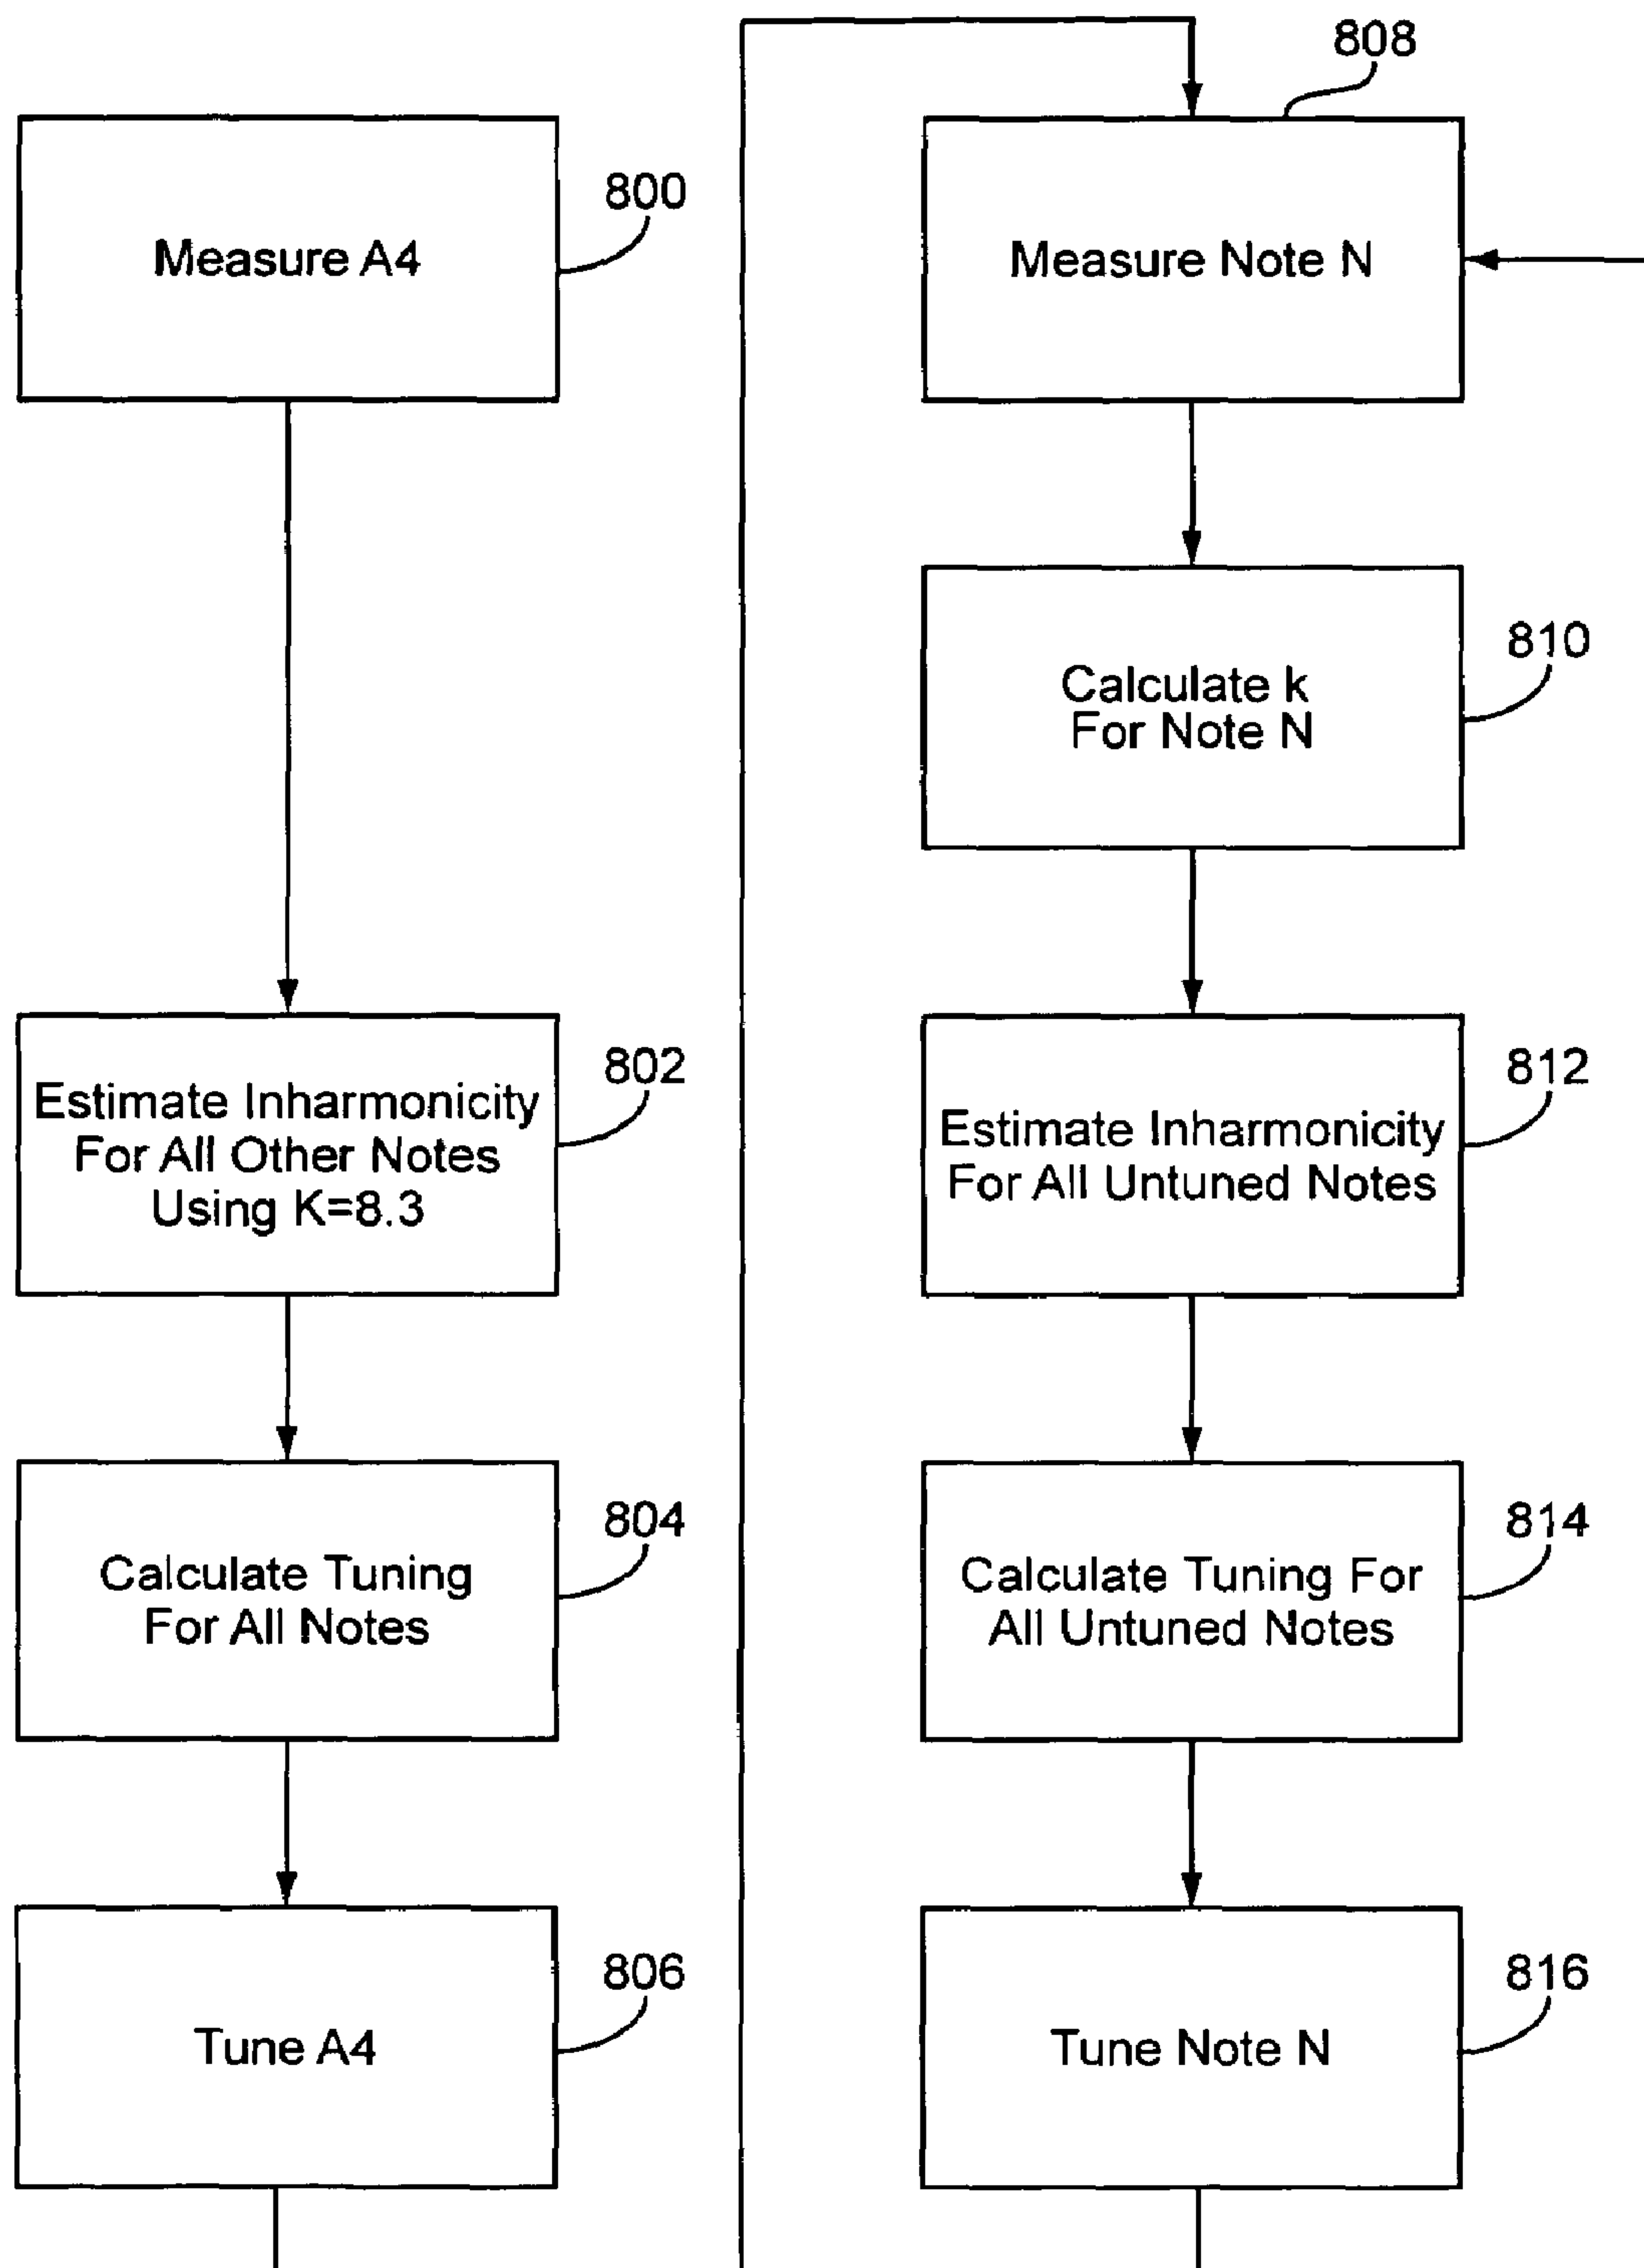 Measure A4
800
Estimate Inharmonicity
For All Other Notes
Using K=8.3
802
Calculate Tuning
For All Notes
804
Tune A4
806
808
Measure Note N
Calculate k
For Note N
810
Estimate Inharmonicity
For All Untuned Notes
812
Calculate Tuning For
All Untuned Notes
814
Tune Note N
816